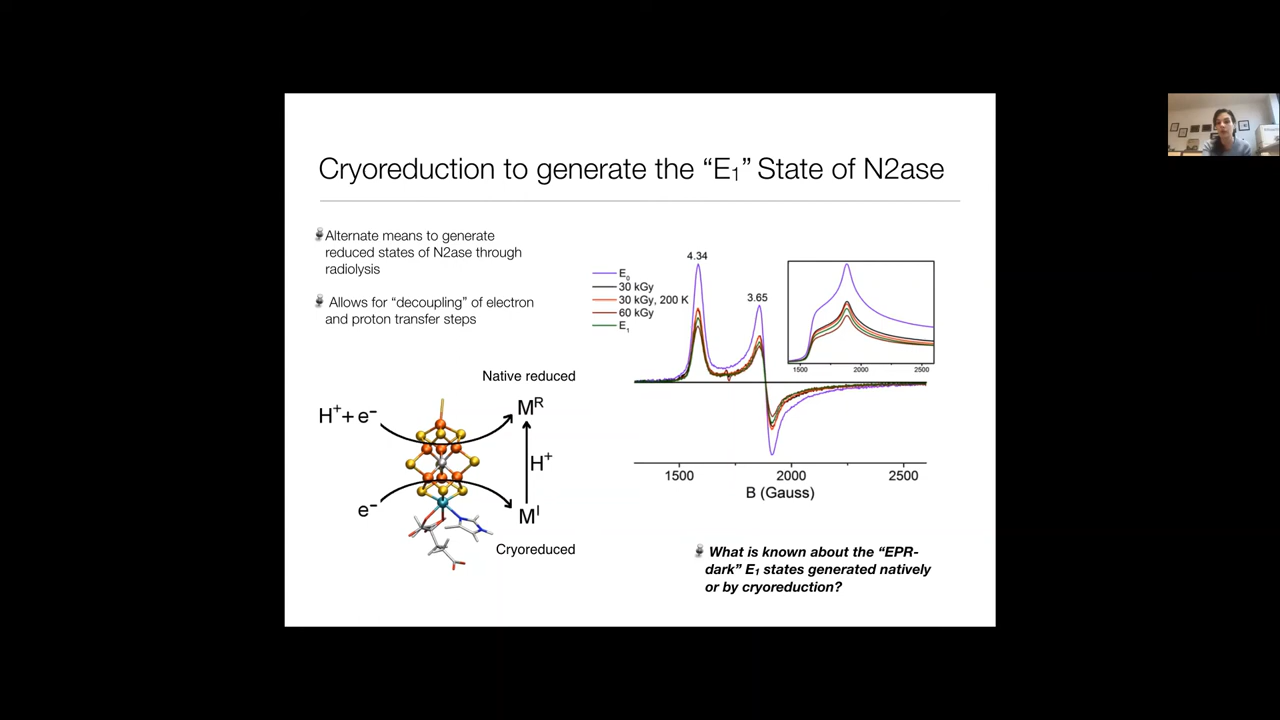 Cryoreduction to generate the “E₁” State of N2ase
Alternate means to generate
reduced states of N2ase through
radiolysis
Allows for “decoupling” of electron
and proton transfer steps
Native reduced
H⁺+ e⁻
Mᴿ
H⁺
e⁻
Mᴵ
Cryoreduced
4.34
3.65
E₀
30 kGy
30 kGy, 200 K
60 kGy
E₁
1500
2000
2500
1500
2000
2500
B (Gauss)
What is known about the “EPR-
dark” E₁ states generated natively
or by cryoreduction?